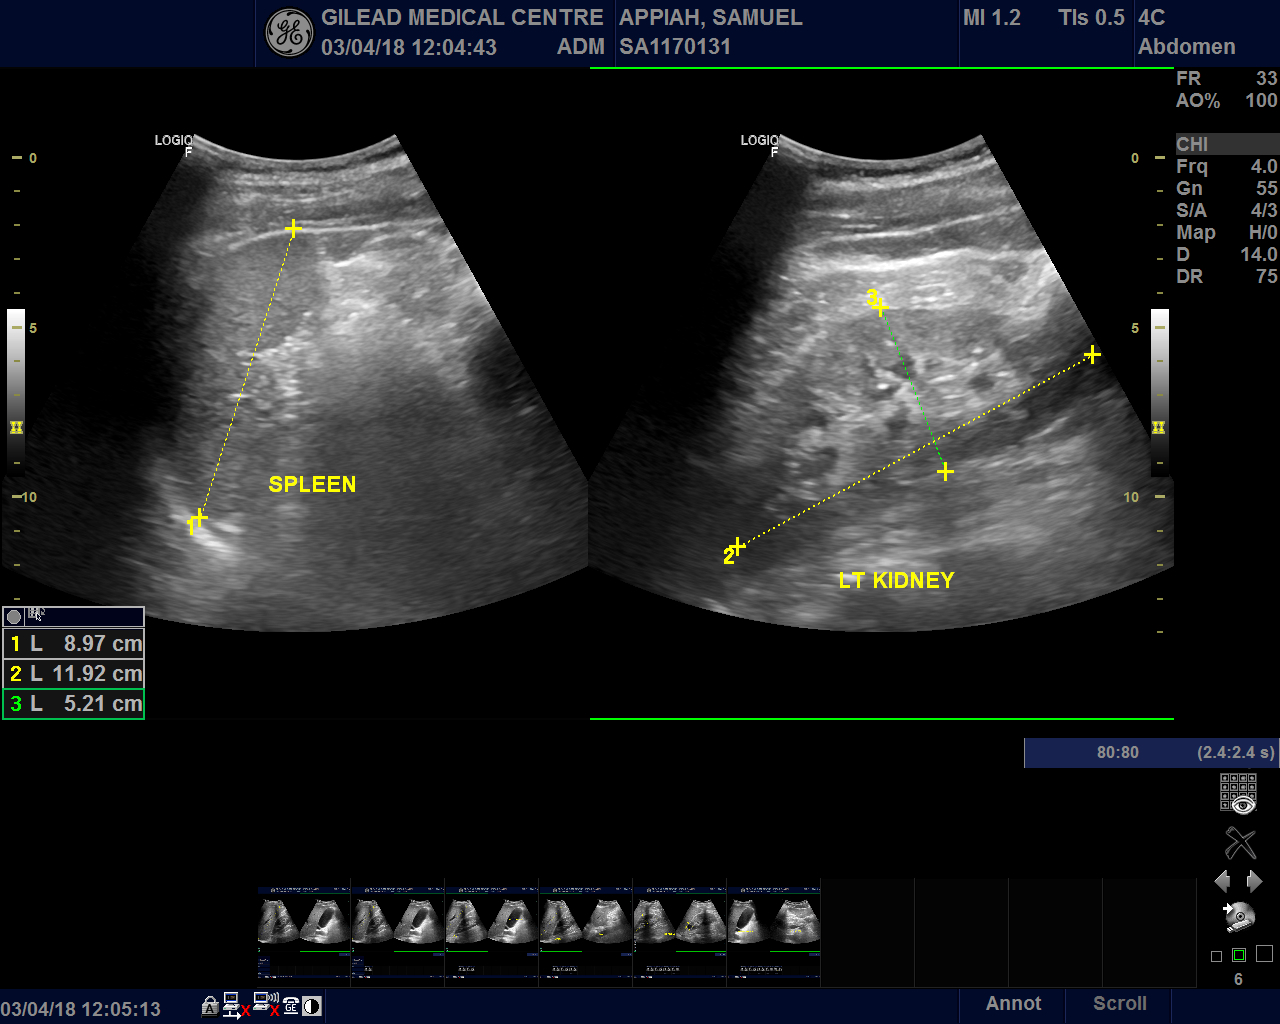 GILEAD MEDICAL CENTRE
03/04/18 12:04:43 ADM
APPIAH, SAMUEL
SA1170131
MI 1.2 TIs 0.5
4C
Abdomen
FR 33
AO% 100
CHI
Frq 4.0
Gn 55
S/A 4/3
Map H/0
D 14.0
DR 75
LOGIQ
F
0
5
10
1
SPLEEN
LOGIQ
F
0
5
10
3
2
LT KIDNEY
1 L 8.97 cm
2 L 11.92 cm
3 L 5.21 cm
80:80 (2.4:2.4 s)
6
03/04/18 12:05:13
Annot
Scroll